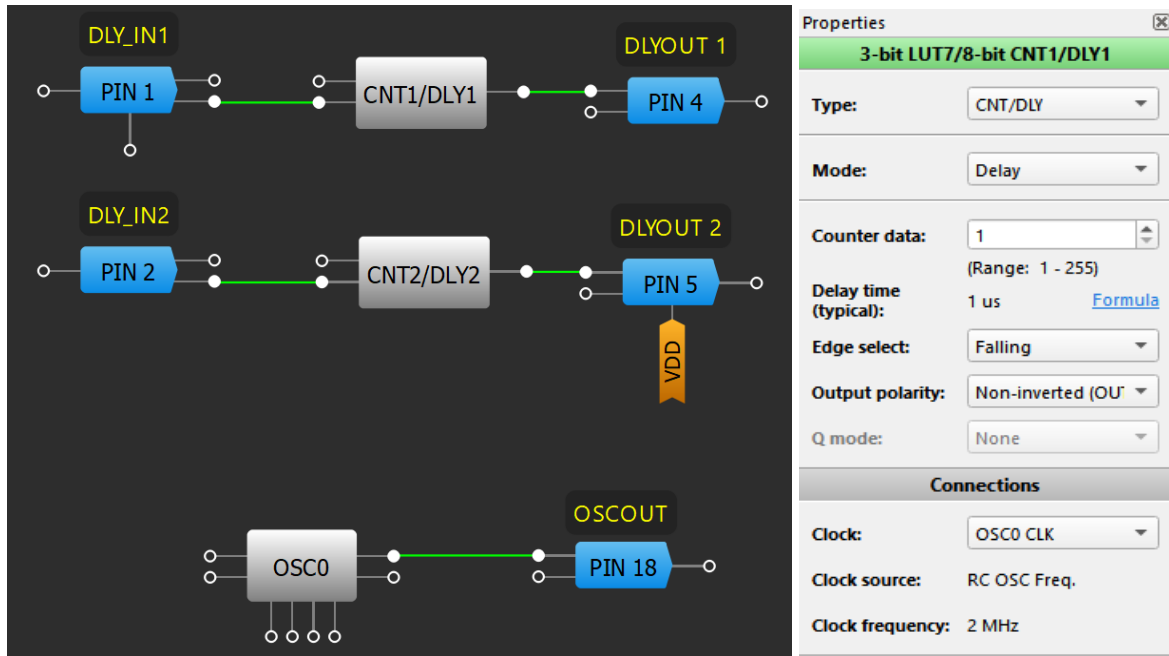 DLY_IN1
DLYOUT 1
PIN 1
CNT1/DLY1
PIN 4
DLY_IN2
DLYOUT 2
PIN 2
CNT2/DLY2
PIN 5
VDD
OSCOUT
OSC0
PIN 18
Properties
3-bit LUT7/8-bit CNT1/DLY1
Type: CNT/DLY
Mode: Delay
Counter data: 1
(Range: 1 - 255)
Delay time
(typical): 1 us Formula
Edge select: Falling
Output polarity: Non-inverted (OU
Q mode: None
Connections
Clock: OSC0 CLK
Clock source: RC OSC Freq.
Clock frequency: 2 MHz